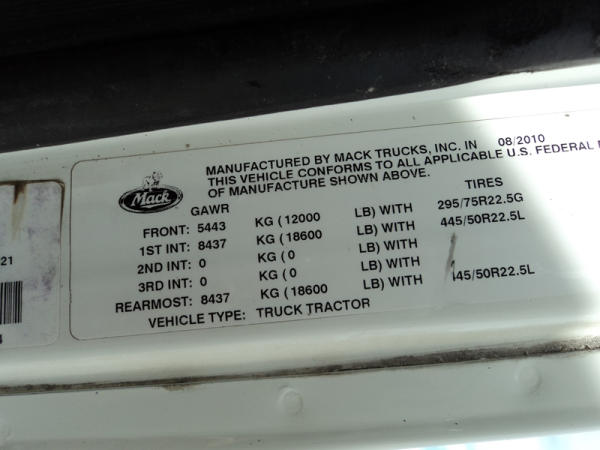 MANUFACTURED BY MACK TRUCKS, INC. IN 08/2010
THIS VEHICLE CONFORMS TO ALL APPLICABLE U.S. FEDERAL
OF MANUFACTURE SHOWN ABOVE.
Mack
GAWR TIRES
FRONT: 5443 KG ( 12000 LB) WITH 295/75R22.5G
1ST INT: 8437 KG ( 18600 LB) WITH 445/50R22.5L
2ND INT: 0 KG ( 0 LB) WITH
3RD INT: 0 KG ( 0 LB) WITH
REARMOST: 8437 KG ( 18600 LB) WITH 445/50R22.5L
VEHICLE TYPE: TRUCK TRACTOR
21